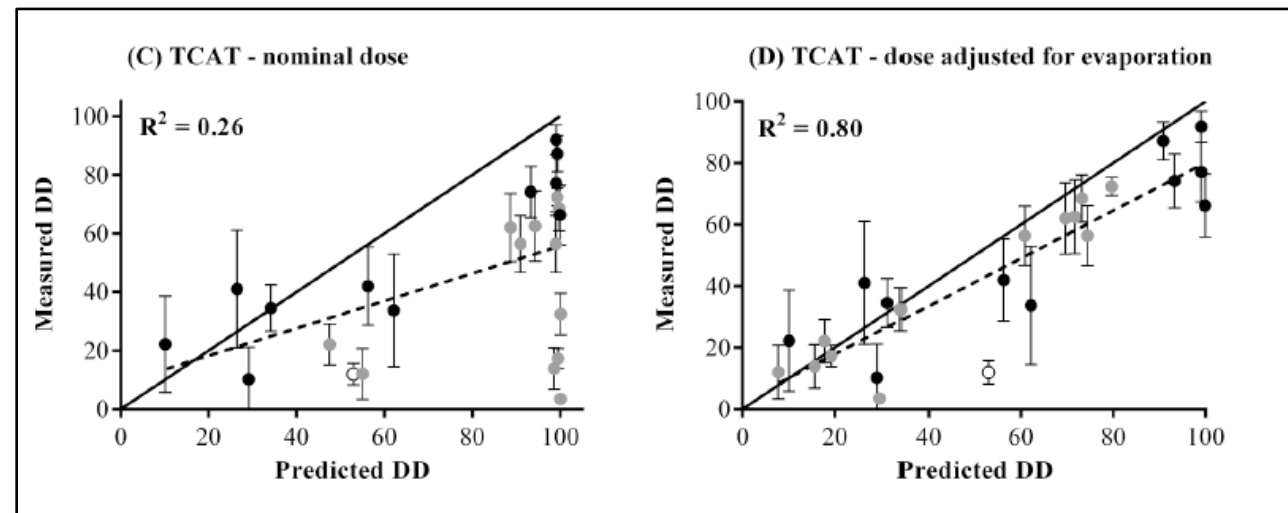 (C) TCAT - nominal dose
R² = 0.26
100
80
60
40
20
0
Measured DD
0 20 40 60 80 100
Predicted DD
(D) TCAT - dose adjusted for evaporation
R² = 0.80
100
80
60
40
20
0
Measured DD
0 20 40 60 80 100
Predicted DD